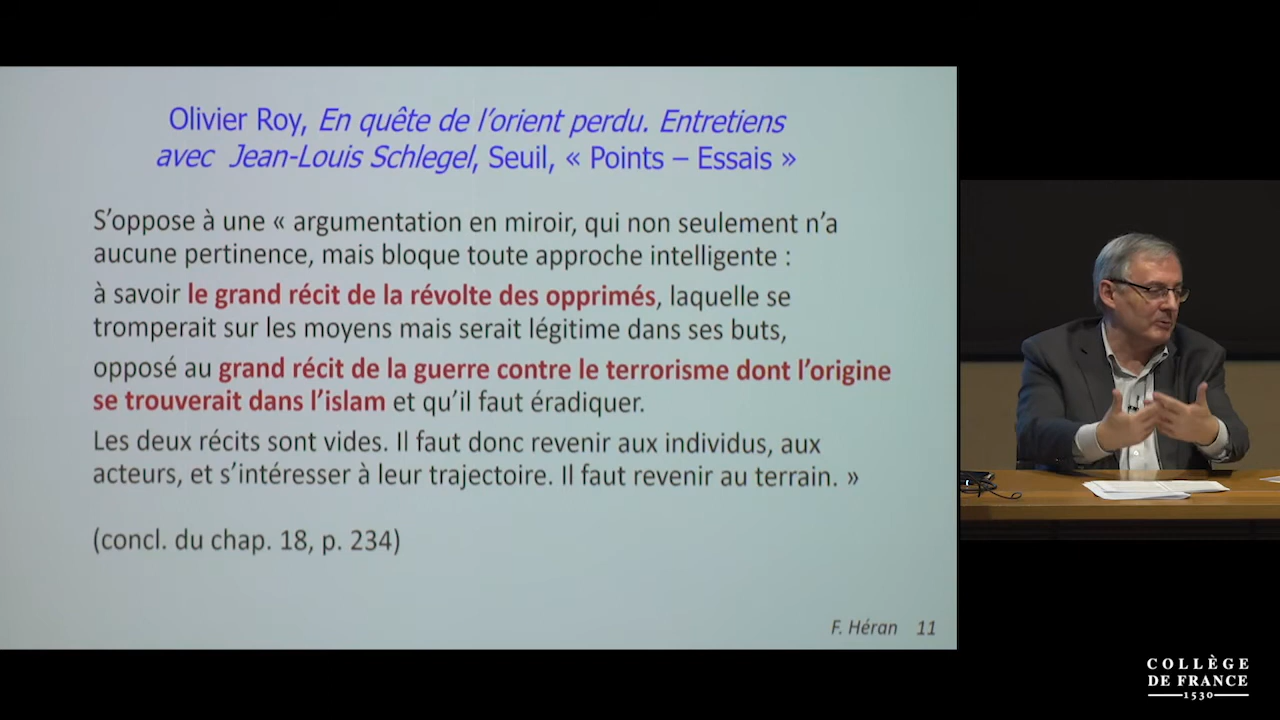 Olivier Roy, En quête de l’orient perdu. Entretiens
avec Jean-Louis Schlegel, Seuil, « Points – Essais »
S’oppose à une « argumentation en miroir, qui non seulement n’a
aucune pertinence, mais bloque toute approche intelligente :
à savoir le grand récit de la révolte des opprimés, laquelle se
tromperait sur les moyens mais serait légitime dans ses buts,
opposé au grand récit de la guerre contre le terrorisme dont l’origine
se trouverait dans l’islam et qu’il faut éradiquer.
Les deux récits sont vides. Il faut donc revenir aux individus, aux
acteurs, et s’intéresser à leur trajectoire. Il faut revenir au terrain. »
(concl. du chap. 18, p. 234)
F. Héran 11
COLLÈGE
DE FRANCE
1530